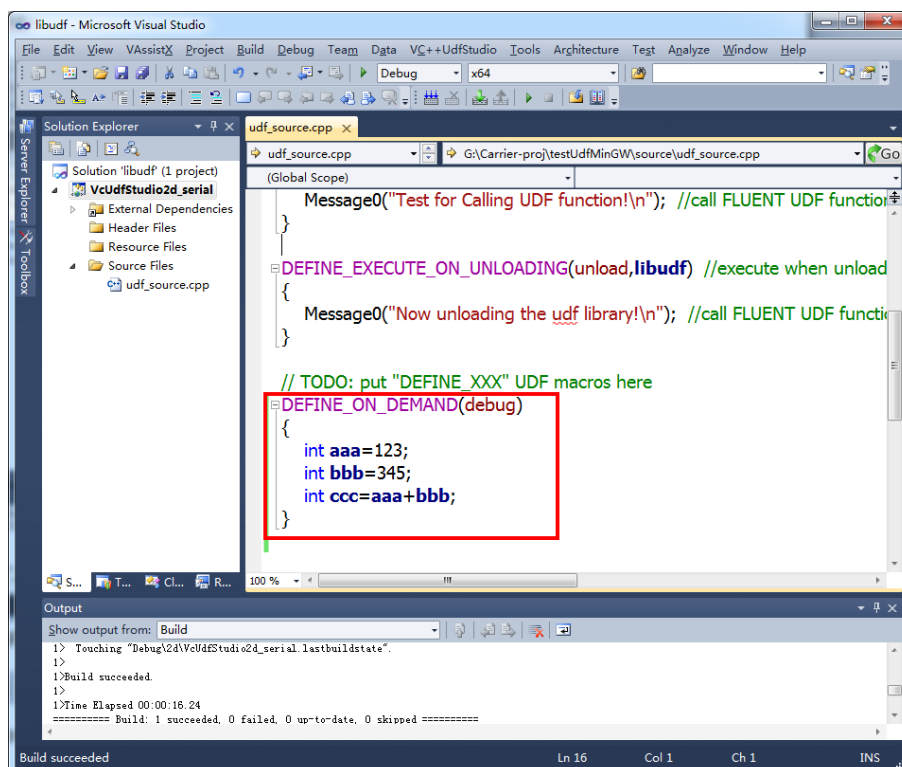 libudf - Microsoft Visual Studio
File Edit View VAssistX Project Build Debug Team Data VC++UdfStudio Tools Architecture Test Analyze Window Help
Debug x64
Solution Explorer
udf_source.cpp
Server Explorer
Toolbox
udf_source.cpp G:\Carrier-proj\testUdfMinGW\source\udf_source.cpp Go
(Global Scope)
Solution 'libudf' (1 project)
VcUdfStudio2d_serial
External Dependencies
Header Files
Resource Files
Source Files
udf_source.cpp
Message0("Test for Calling UDF function!\n"); //call FLUENT UDF function
}
DEFINE_EXECUTE_ON_UNLOADING(unload,libudf) //execute when unload
{
Message0("Now unloading the udf library!\n"); //call FLUENT UDF functio
}
// TODO: put "DEFINE_XXX" UDF macros here
DEFINE_ON_DEMAND(debug)
{
int aaa=123;
int bbb=345;
int ccc=aaa+bbb;
}
S... T... Cl... R...
100 %
Output
Show output from: Build
1> Touching "Debug\2d\VcUdfStudio2d_serial.lastbuildstate".
1>
1>Build succeeded.
1>
1>Time Elapsed 00:00:16.24
========== Build: 1 succeeded, 0 failed, 0 up-to-date, 0 skipped ==========
Build succeeded Ln 16 Col 1 Ch 1 INS